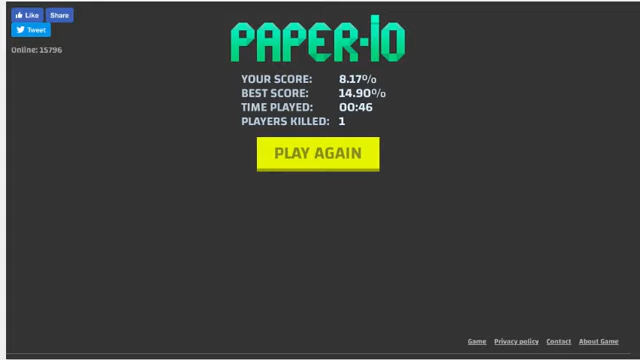 Like Share
Tweet
Online: 15796
PAPER-IO
YOUR SCORE: 8.17%
BEST SCORE: 14.90%
TIME PLAYED: 00:46
PLAYERS KILLED: 1
PLAY AGAIN
Game Privacy policy Contact About Game